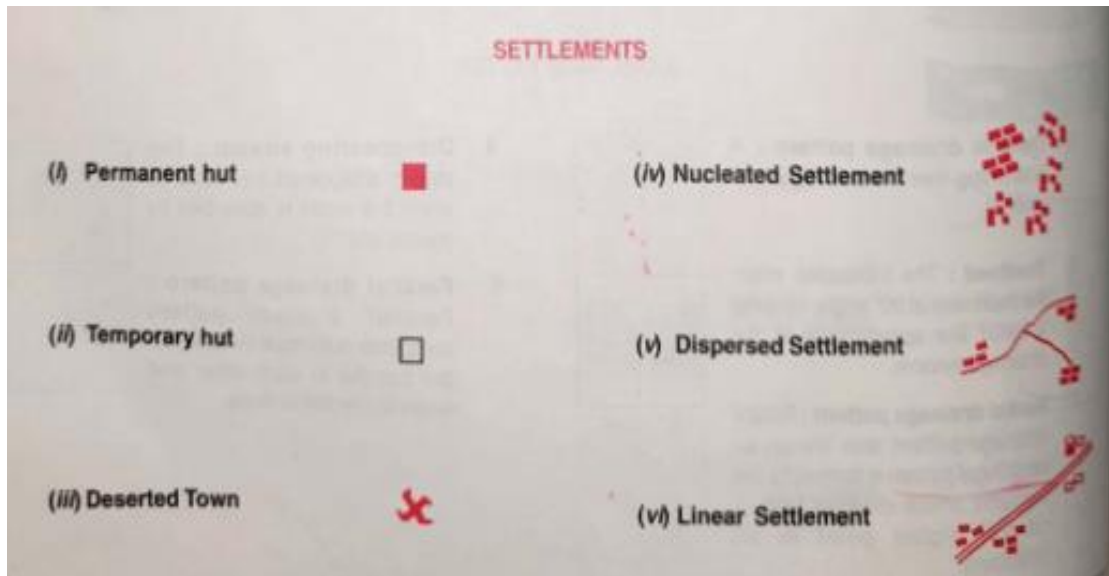 SETTLEMENTS
(i) Permanent hut
(ii) Temporary hut
(iii) Deserted Town
(iv) Nucleated Settlement
(v) Dispersed Settlement
(vi) Linear Settlement